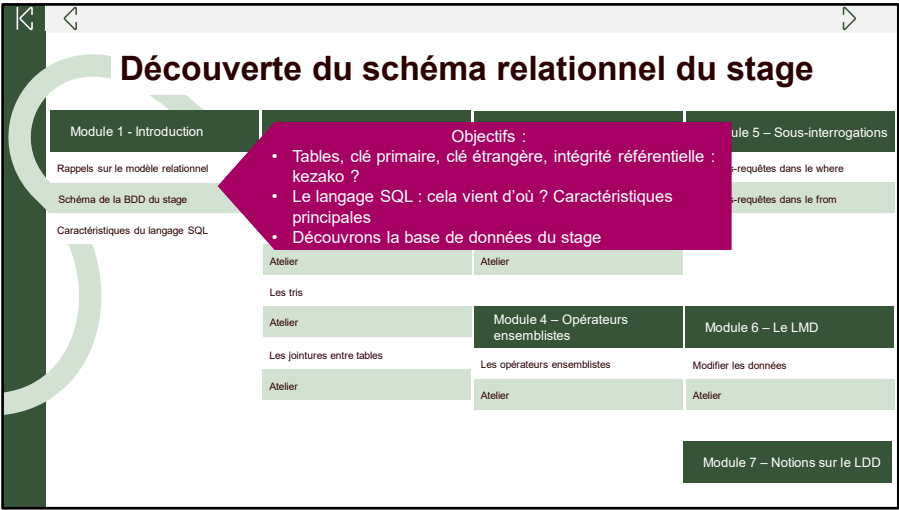 Découverte du schéma relationnel du stage
Module 1 - Introduction
Rappels sur le modèle relationnel
Schéma de la BDD du stage
Caractéristiques du langage SQL
Objectifs :
• Tables, clé primaire, clé étrangère, intégrité référentielle :
kezako ?
• Le langage SQL : cela vient d'où ? Caractéristiques
principales
• Découvrons la base de données du stage
Atelier
Les tris
Atelier
Les jointures entre tables
Atelier
Atelier
Module 4 – Opérateurs
ensemblistes
Les opérateurs ensemblistes
Atelier
5 – Sous-interrogations
dans le where
dans le from
Module 6 – Le LMD
Modifier les données
Atelier
Module 7 – Notions sur le LDD